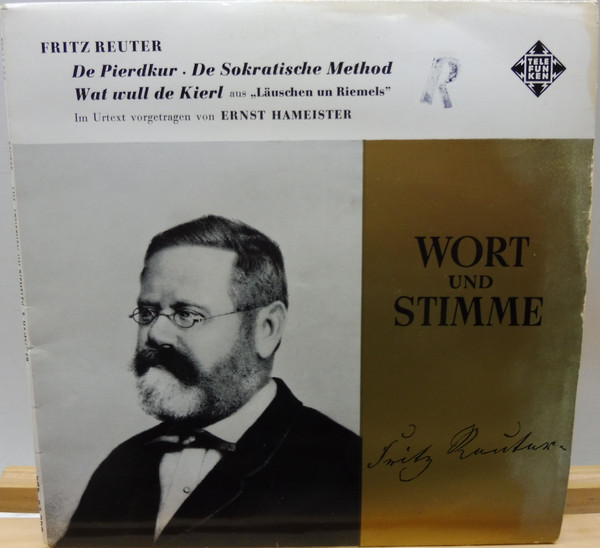 FRITZ REUTER
De Pierdkur · De Sokratische Method
Wat wull de Kierl aus „Läuschen un Riemels”
Im Urtext vorgetragen von ERNST HAMEISTER
R
TELE
FUN
KEN
WORT
UND
STIMME
Fritz Reuter